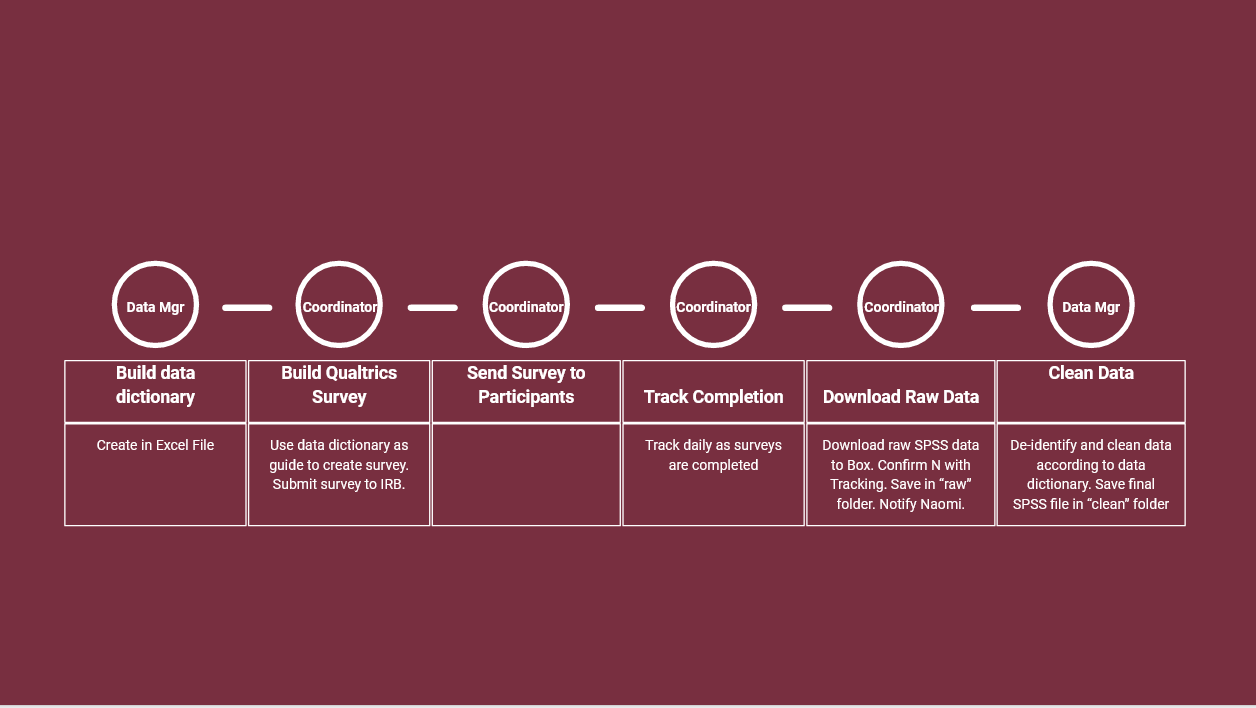 Data Mgr
Coordinator
Coordinator
Coordinator
Coordinator
Data Mgr
Build data
dictionary
Build Qualtrics
Survey
Send Survey to
Participants
Track Completion
Download Raw Data
Clean Data
Create in Excel File
Use data dictionary as
guide to create survey.
Submit survey to IRB.
Track daily as surveys
are completed
Download raw SPSS data
to Box. Confirm N with
Tracking. Save in “raw”
folder. Notify Naomi.
De-identify and clean data
according to data
dictionary. Save final
SPSS file in “clean” folder